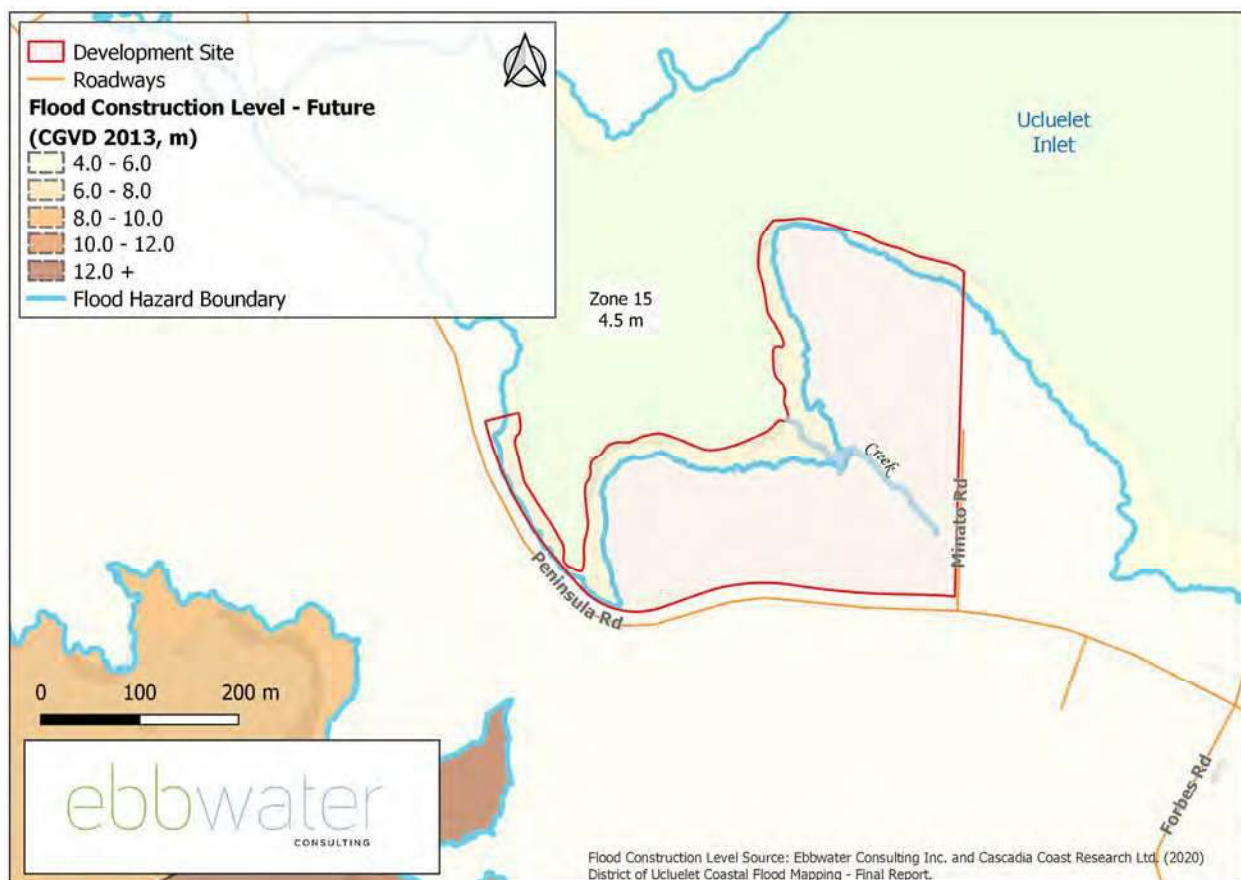 Development Site
Roadways
Flood Construction Level - Future
(CGVD 2013, m)
4.0 - 6.0
6.0 - 8.0
8.0 - 10.0
10.0 - 12.0
12.0 +
Flood Hazard Boundary
Ucluelet
Inlet
Zone 15
4.5 m
Creek
Minato Rd
Peninsula Rd
Forbes Rd
0 100 200 m
ebbwater
CONSULTING
Flood Construction Level Source: Ebbwater Consulting Inc. and Cascadia Coast Research Ltd. (2020)
District of Ucluelet Coastal Flood Mapping - Final Report.